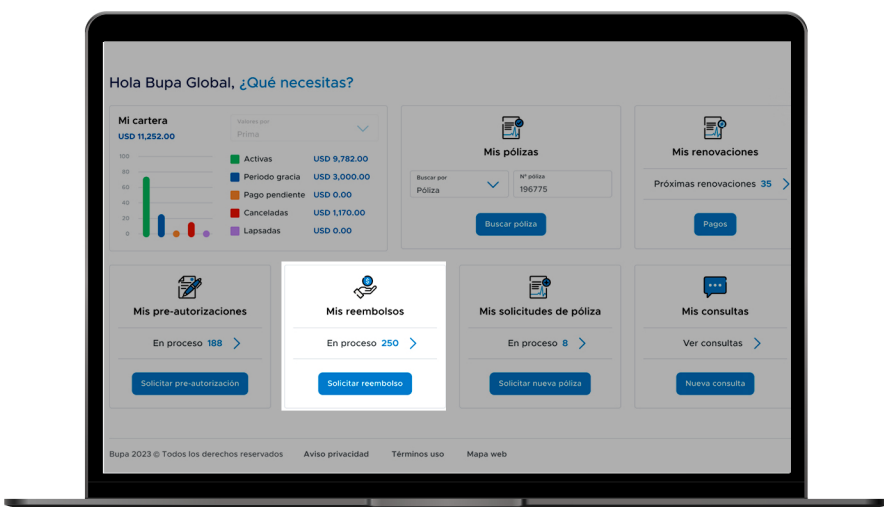 Hola Bupa Global, ¿Qué necesitas?
Mi cartera
USD 11,252.00
Valores por
Prima
100
80
60
40
20
0
Activas USD 9,782.00
Periodo gracia USD 3,000.00
Pago pendiente USD 0.00
Canceladas USD 1,170.00
Lapsadas USD 0.00
Mis pólizas
Buscar por
Póliza
N° póliza
196775
Buscar póliza
Mis renovaciones
Próximas renovaciones 35
Pagos
Mis pre-autorizaciones
En proceso 188
Solicitar pre-autorización
Mis reembolsos
En proceso 250
Solicitar reembolso
Mis solicitudes de póliza
En proceso 8
Solicitar nueva póliza
Mis consultas
Ver consultas
Nueva consulta
Bupa 2023 © Todos los derechos reservados Aviso privacidad Términos uso Mapa web